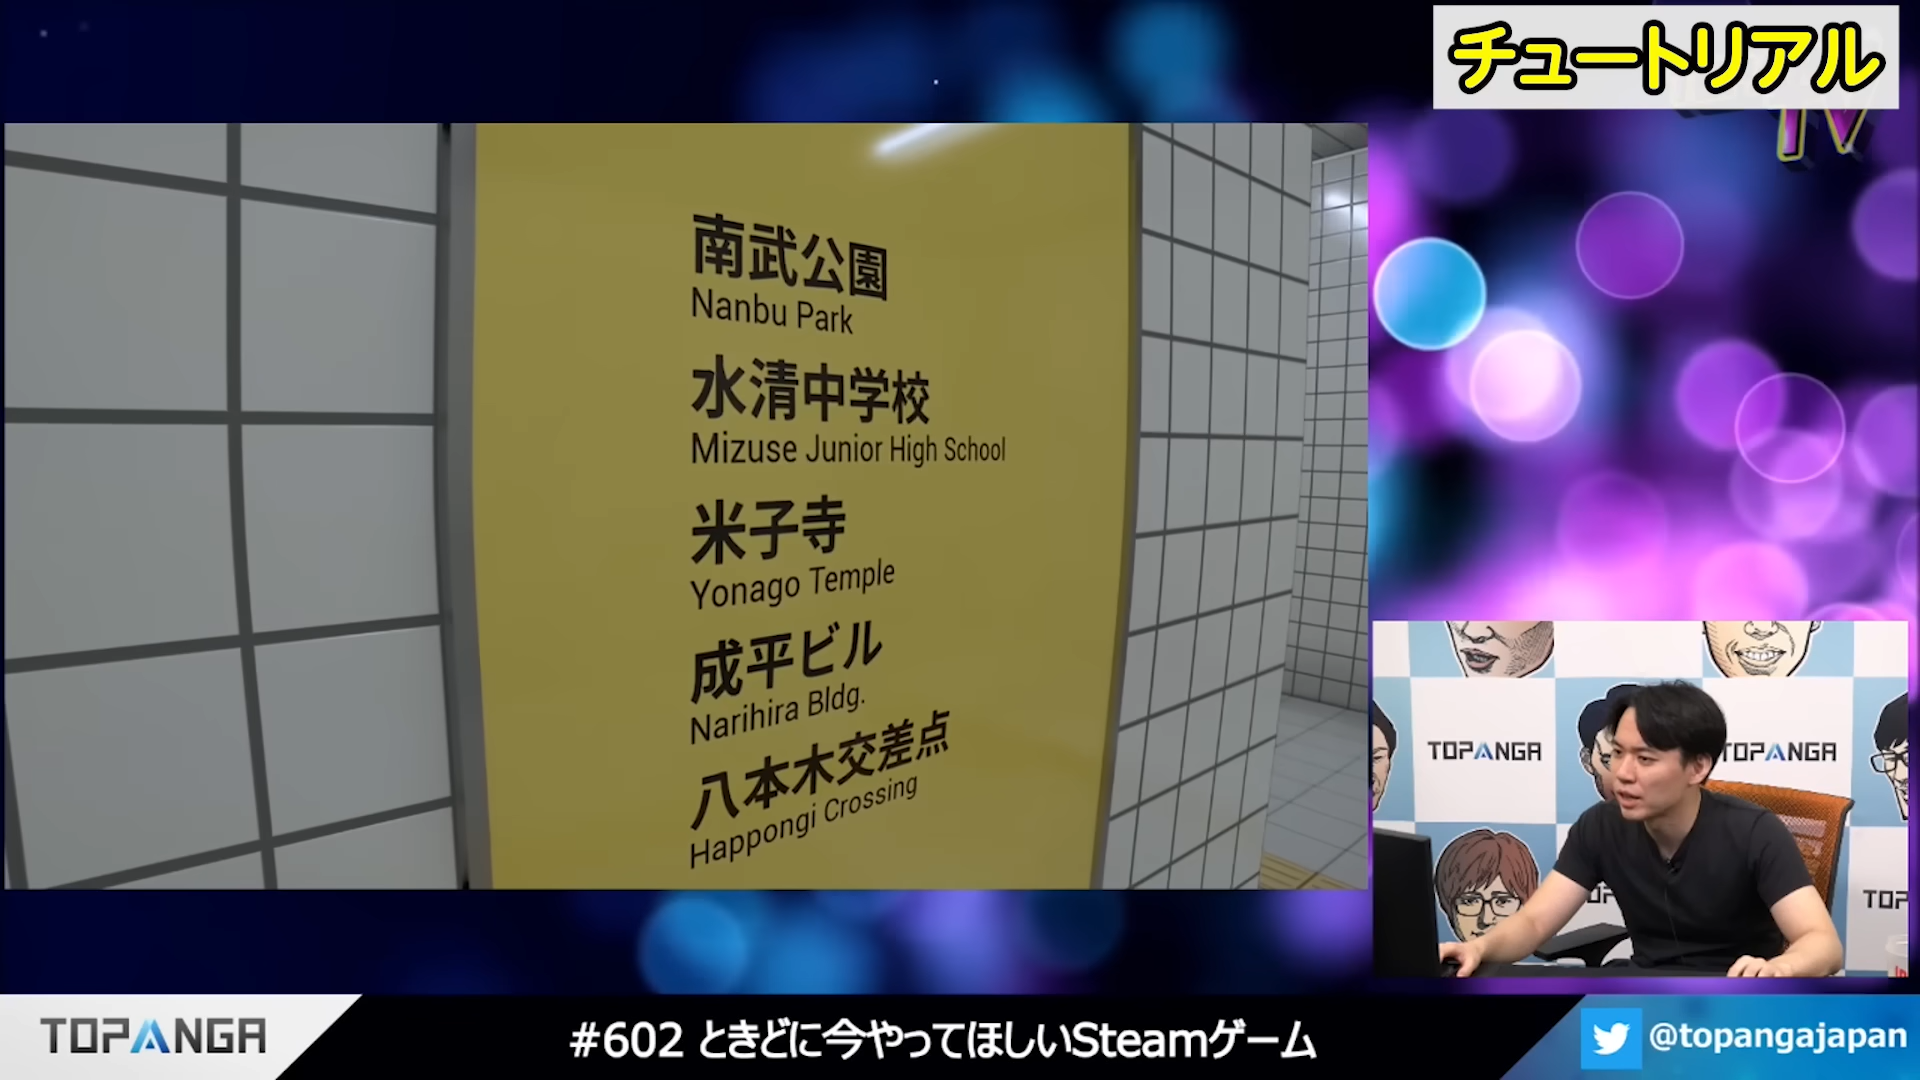 チュートリアル
TV
南武公園
Nanbu Park
水清中学校
Mizuse Junior High School
米子寺
Yonago Temple
成平ビル
Narihira Bldg.
八本木交差点
Happongi Crossing
TOPANGA
TOPANGA
TOPANGA
#602 ときどに今やってほしいSteamゲーム
@topangajapan